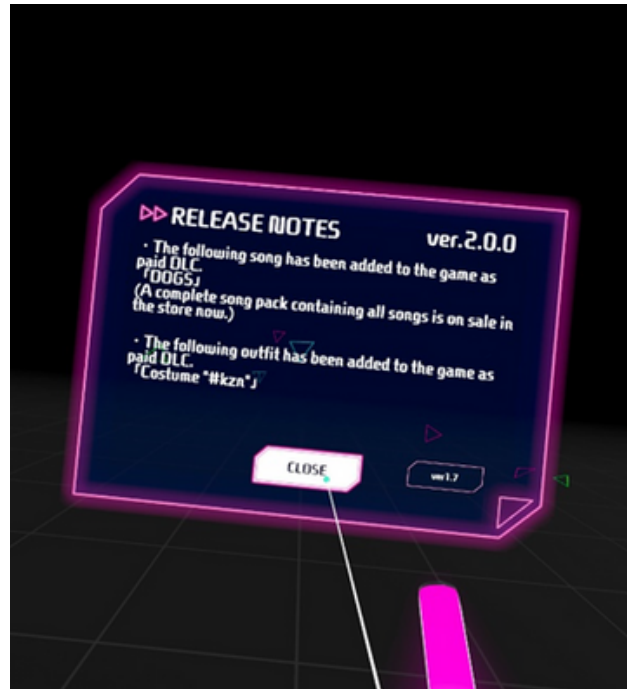 RELEASE NOTES
ver.2.0.0
・The following song has been added to the game as
paid DLC.
「DOGS」
(A complete song pack containing all songs is on sale in
the store now.)
・The following outfit has been added to the game as
paid DLC.
「Costume "#kzn"」
CLOSE
ver1.7